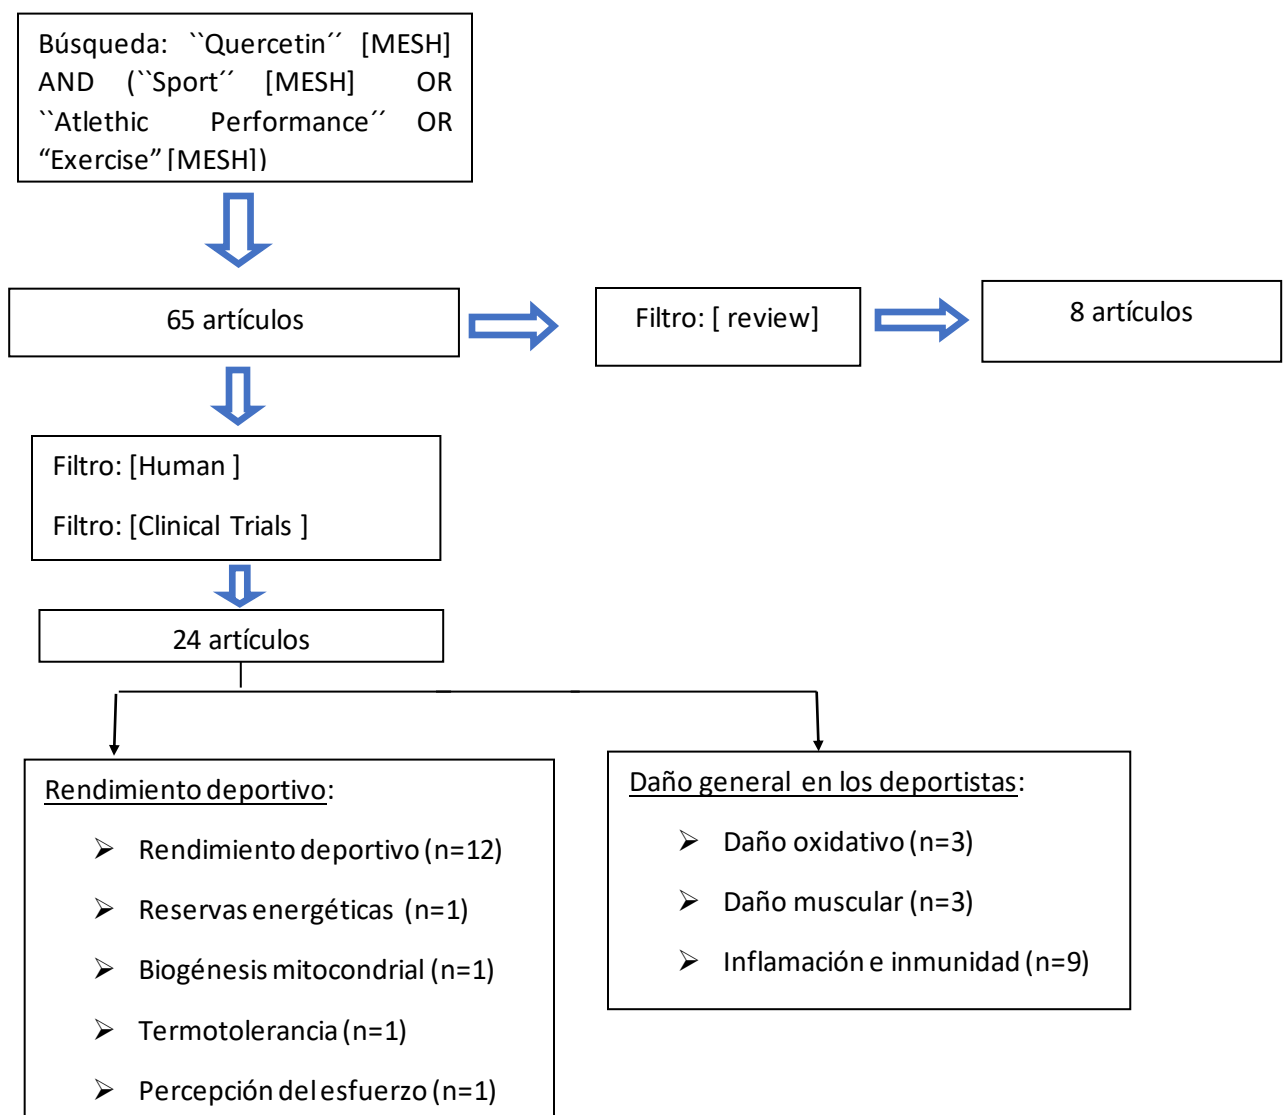 Búsqueda: ``Quercetin´´ [MESH]
AND (``Sport´´ [MESH] OR
``Atlethic Performance´´ OR
“Exercise” [MESH])
65 artículos
Filtro: [ review]
8 artículos
Filtro: [Human ]
Filtro: [Clinical Trials ]
24 artículos
Rendimiento deportivo:
➢ Rendimiento deportivo (n=12)
➢ Reservas energéticas (n=1)
➢ Biogénesis mitocondrial (n=1)
➢ Termotolerancia (n=1)
➢ Percepción del esfuerzo (n=1)
Daño general en los deportistas:
➢ Daño oxidativo (n=3)
➢ Daño muscular (n=3)
➢ Inflamación e inmunidad (n=9)